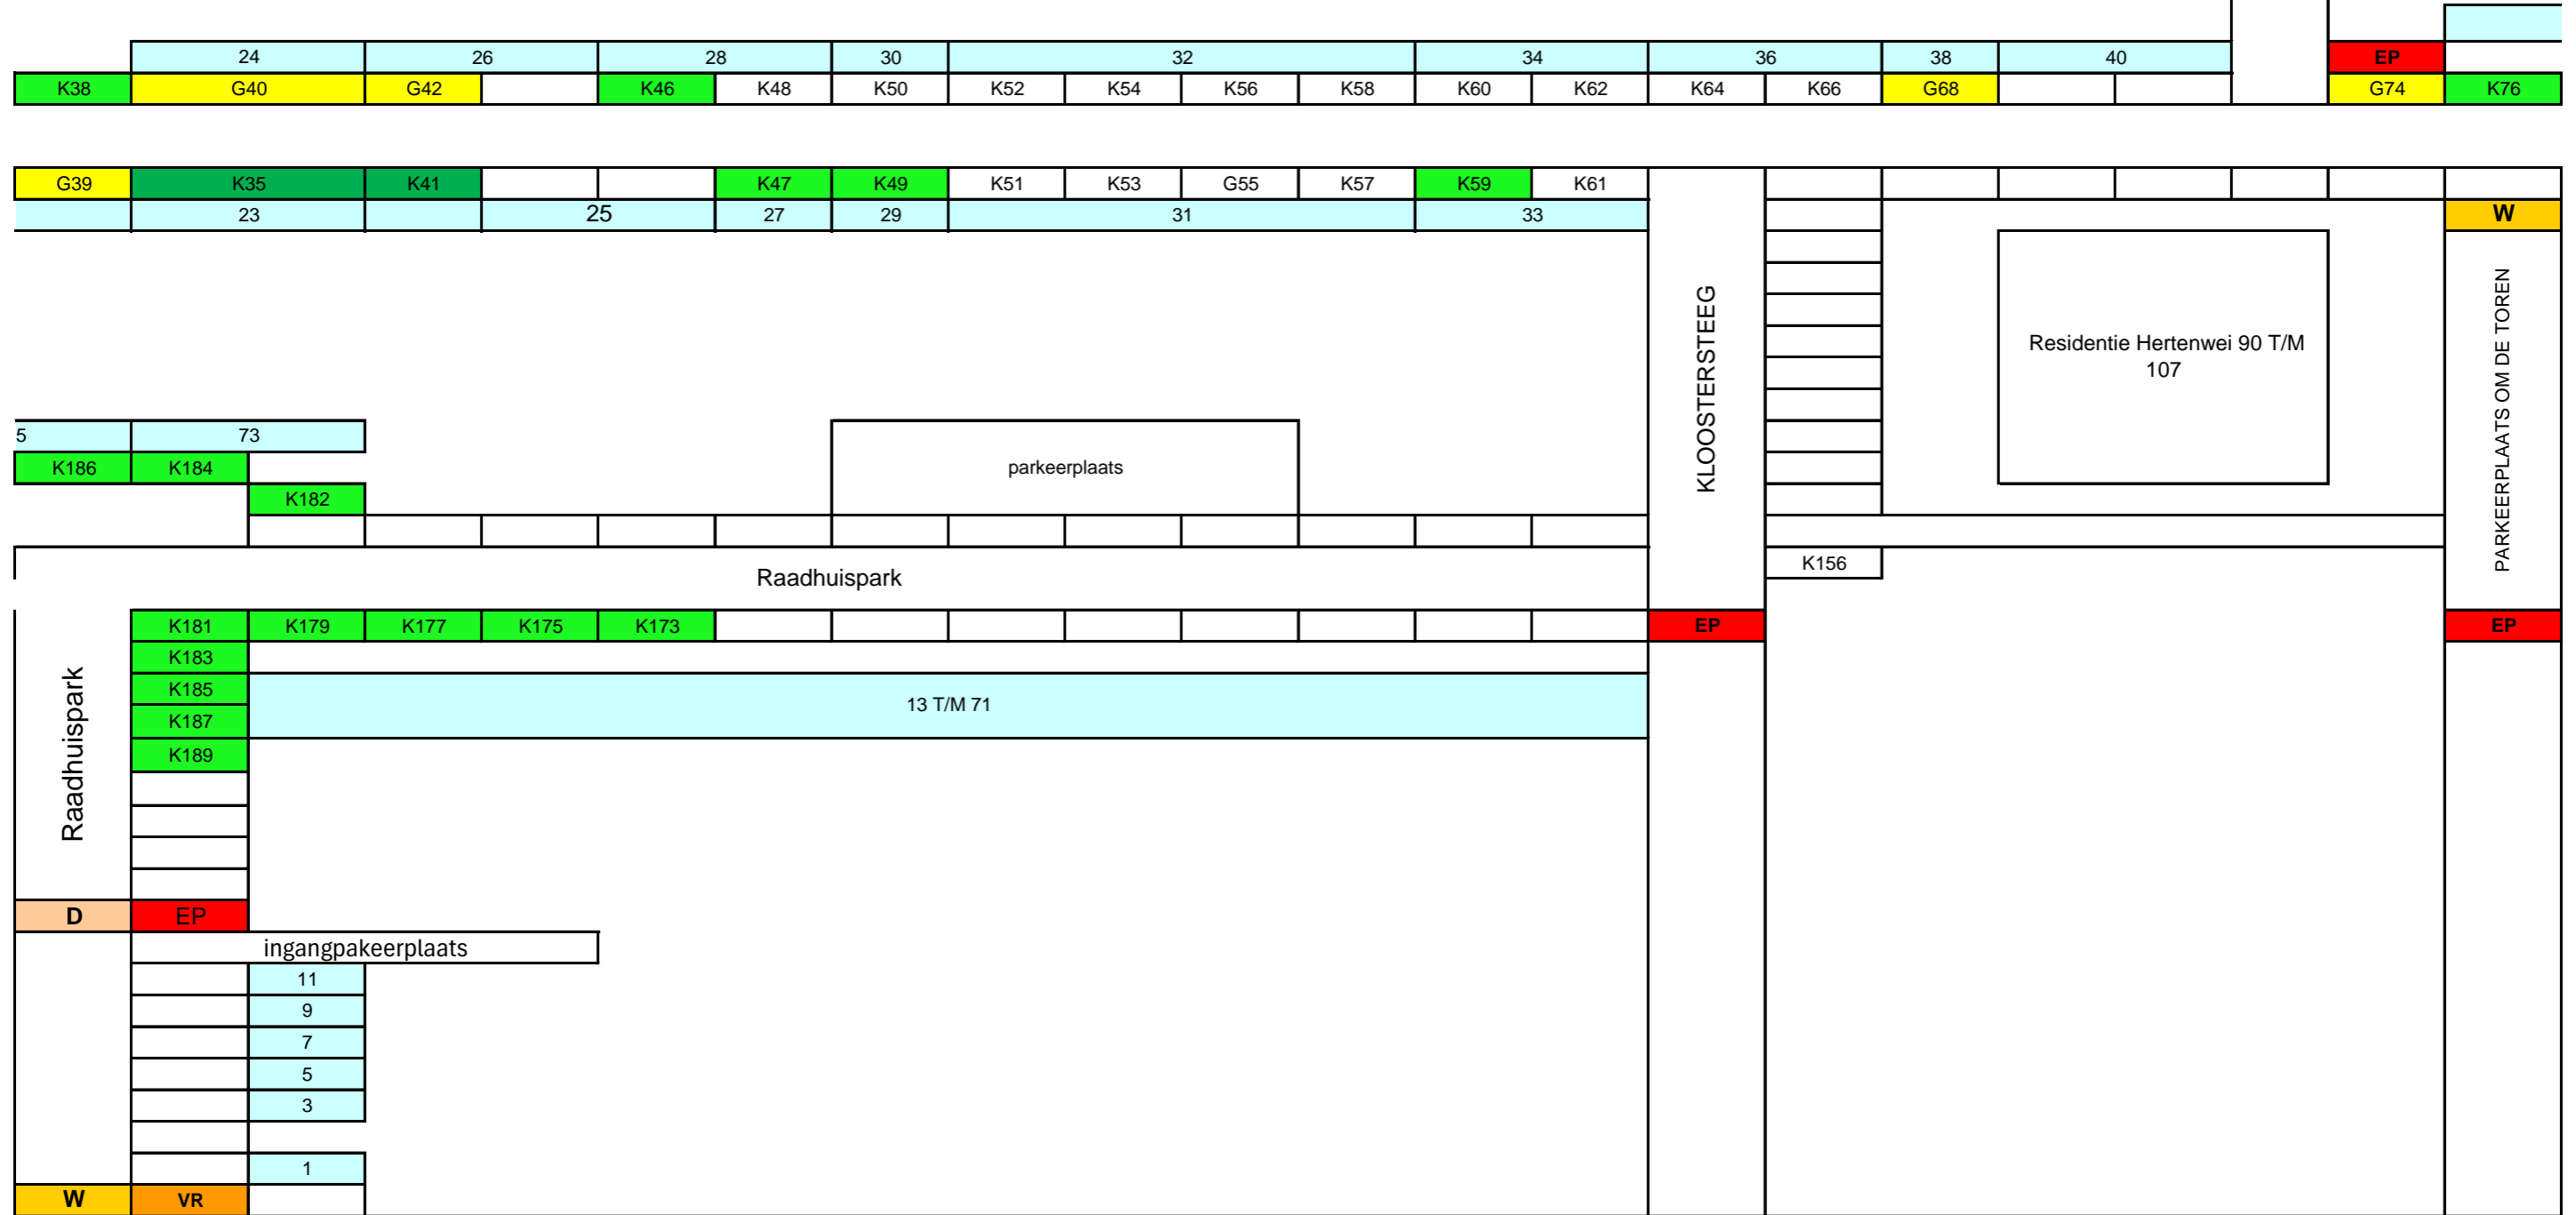 24 26 28 30 32 34 36 38 40 EP
K38 G40 G42 K46 K48 K50 K52 K54 K56 K58 K60 K62 K64 K66 G68 G74 K76
G39 K35 K41 K47 K49 K51 K53 G55 K57 K59 K61
23 25 27 29 31 33 W
KLOOSTERSTEEG
Residentie Hertenwei 90 T/M
107
PARKEERPLAATS OM DE TOREN
5 73
K186 K184 parkeerplaats
K182
Raadhuispark K156
K181 K179 K177 K175 K173 EP EP
Raadhuispark
K183
K185
13 T/M 71
K187
K189
D EP
ingangpakeerplaats
11
9
7
5
3
1
W VR